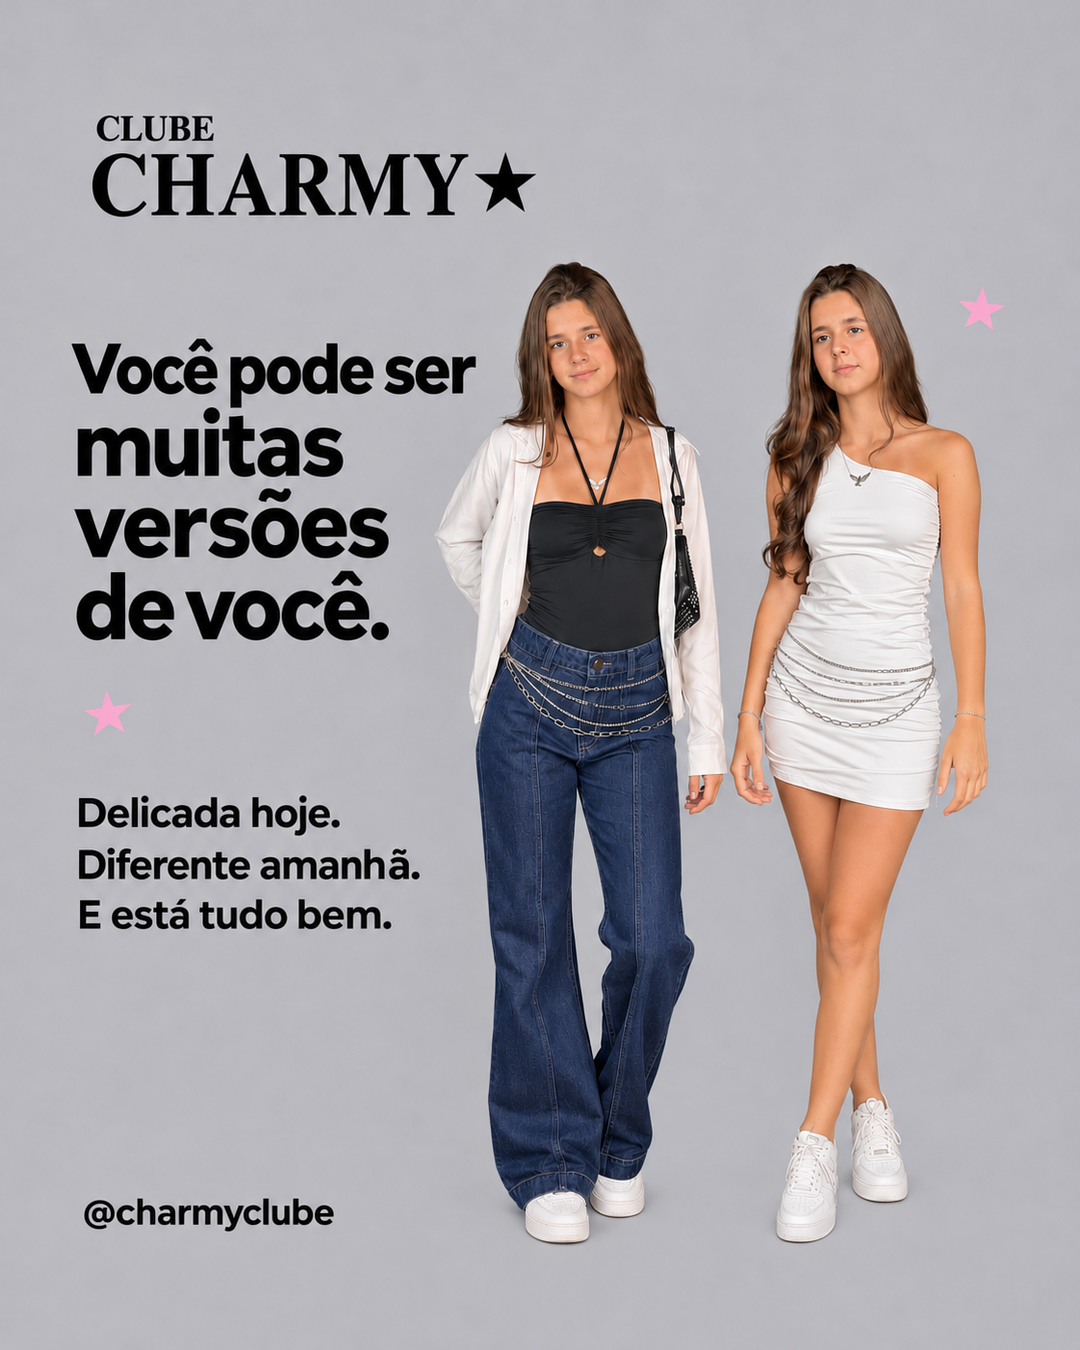 CLUBE
CHARMY★
Você pode ser
muitas
versões
de você.
Delicada hoje.
Diferente amanhã.
E está tudo bem.
@charmyclube